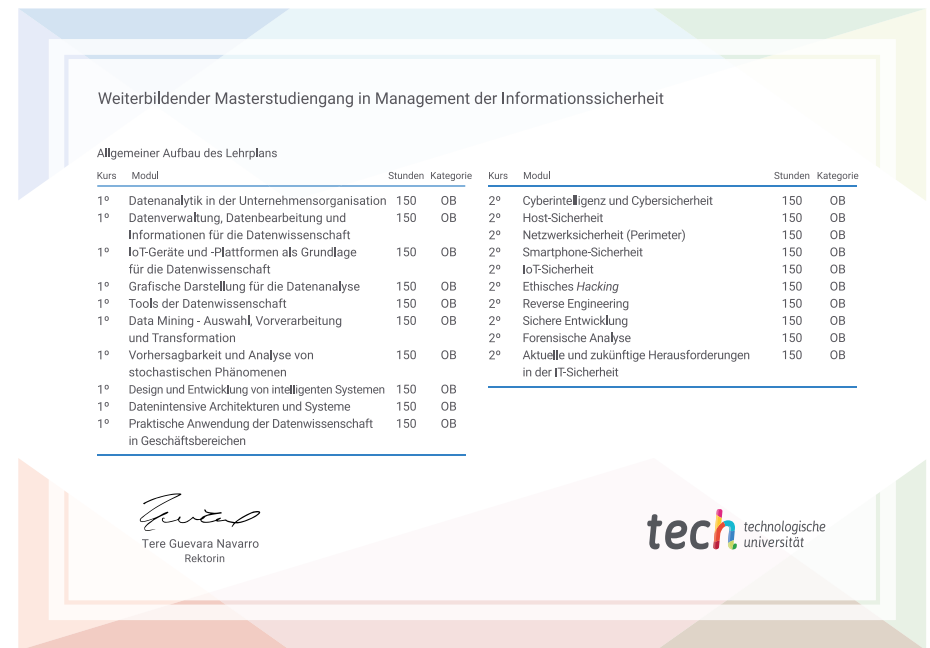 Weiterbildender Masterstudiengang in Management der Informationssicherheit
Allgemeiner Aufbau des Lehrplans
Kurs Modul Stunden Kategorie
1º Datenanalytik in der Unternehmensorganisation 150 OB
1º Datenverwaltung, Datenbearbeitung und 150 OB
Informationen für die Datenwissenschaft
1º IoT-Geräte und -Plattformen als Grundlage 150 OB
für die Datenwissenschaft
1º Grafische Darstellung für die Datenanalyse 150 OB
1º Tools der Datenwissenschaft 150 OB
1º Data Mining - Auswahl, Vorverarbeitung 150 OB
und Transformation
1º Vorhersagbarkeit und Analyse von 150 OB
stochastischen Phänomenen
1º Design und Entwicklung von intelligenten Systemen 150 OB
1º Datenintensive Architekturen und Systeme 150 OB
1º Praktische Anwendung der Datenwissenschaft 150 OB
in Geschäftsbereichen
Kurs Modul Stunden Kategorie
2º Cyberintelligenz und Cybersicherheit 150 OB
2º Host-Sicherheit 150 OB
2º Netzwerksicherheit (Perimeter) 150 OB
2º Smartphone-Sicherheit 150 OB
2º IoT-Sicherheit 150 OB
2º Ethisches Hacking 150 OB
2º Reverse Engineering 150 OB
2º Sichere Entwicklung 150 OB
2º Forensische Analyse 150 OB
2º Aktuelle und zukünftige Herausforderungen 150 OB
in der IT-Sicherheit
Tere Guevara Navarro
Rektorin
tech technologische
universität